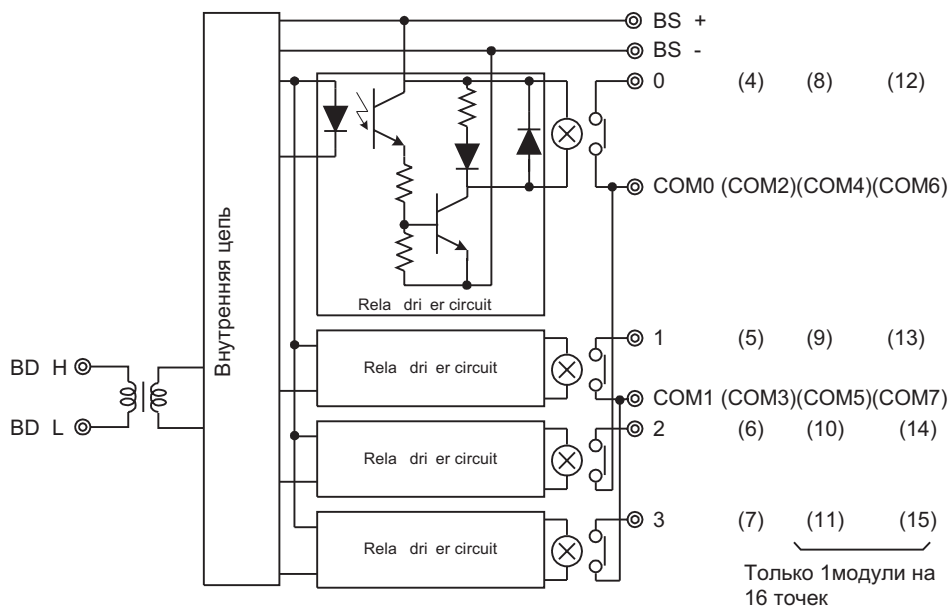 BS +
BS -
0 (4) (8) (12)
COM0 (COM2)(COM4)(COM6)
Rela dri er circuit
Внутренняя цепь
1 (5) (9) (13)
Rela dri er circuit
BD H
COM1 (COM3)(COM5)(COM7)
BD L
2 (6) (10) (14)
Rela dri er circuit
3 (7) (11) (15)
Rela dri er circuit
Только 1модули на
16 точек